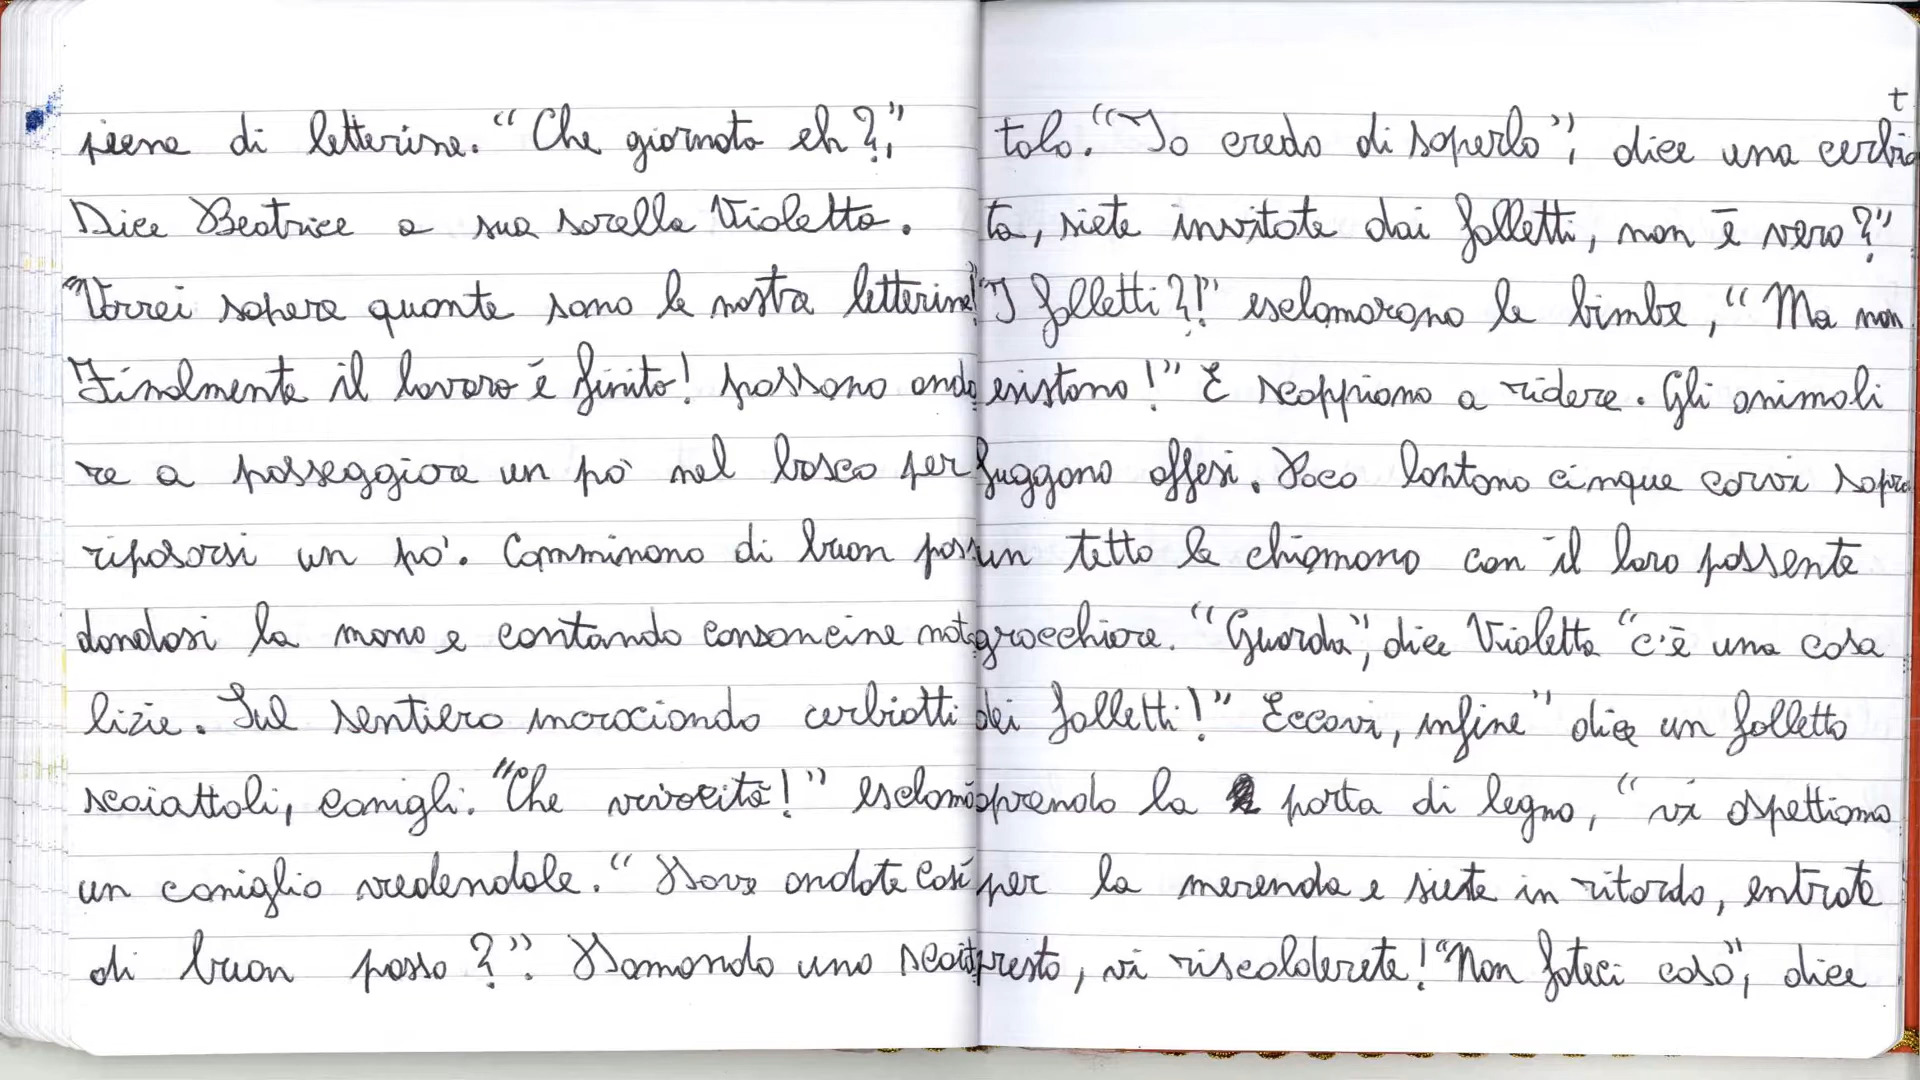 piene di letterine. “Che giornata eh?”,
Dice Beatrice a sua sorella Violetta.
“Vorrei sapere quante sono le nostre letterine!”
Finalmente il lavoro è finito! possono anda
re a passeggiare un pò nel bosco per
riposarsi un po'. Camminano di buon pass
dandosi la mano e cantando consoncine nat
lizie. Sul sentiero incrociando cerbiatti
scoiattoli, conigli. “Che velocità!” esclama
un coniglio vedendole. “Dove andate così
di buon passo?”. Domanda uno scoiat
t
tolo. “Io credo di saperlo”, dice una cerbia
ta, siete invitate dai folletti, non è vero?”
“I folletti?!” esclamarono le bimbe, “Ma non
esistono!” E scoppiano a ridere. Gli animali
fuggono offesi. Poco lontano cinque corvi sopra
un tetto le chiamano con il loro possente
gracchiare. “Guarda”, dice Violetta “c'è una casa
dei folletti!” Eccovi, infine” dice un folletto
aprendo la porta di legno, “vi aspettiamo
per la merenda e siete in ritardo, entrate
presto, vi riscalderete! “Non fateci caso”, dice